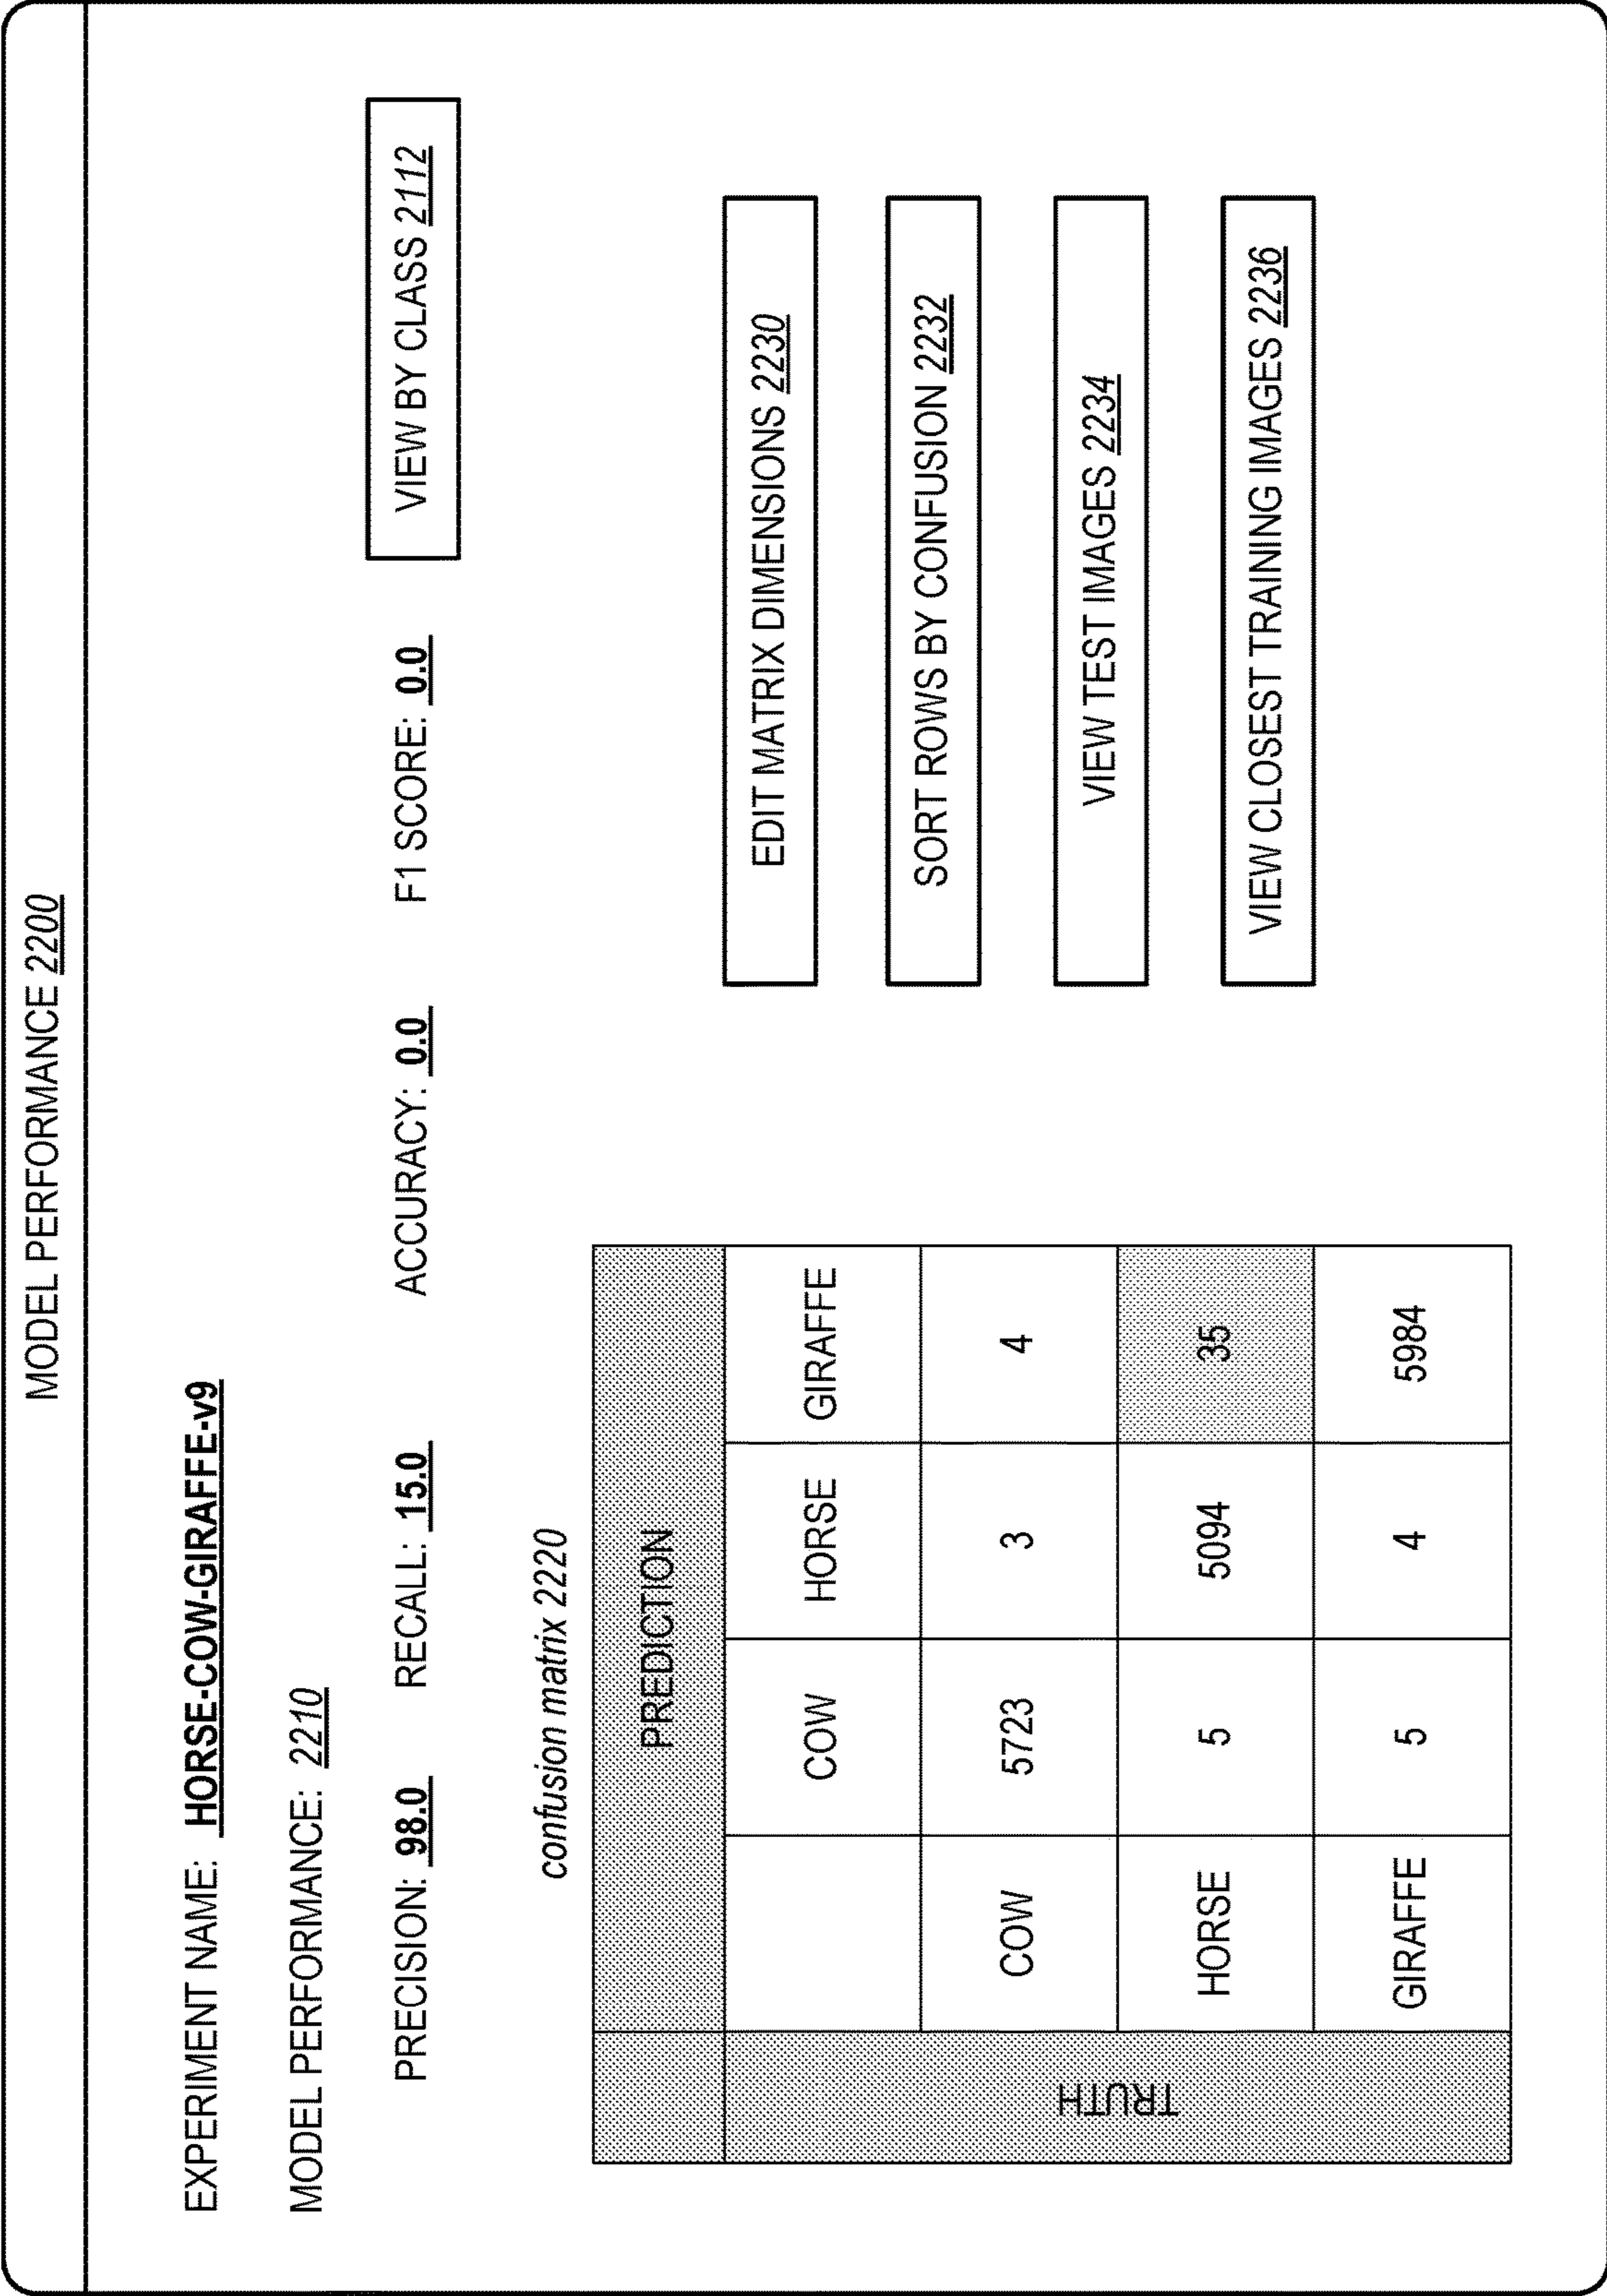 MODEL PERFORMANCE 2200
EXPERIMENT NAME: HORSE-COW-GIRAFFE-v9
MODEL PERFORMANCE: 2210
PRECISION: 98.0 RECALL: 15.0 ACCURACY: 0.0 F1 SCORE: 0.0 VIEW BY CLASS 2112
confusion matrix 2220
PREDICTION
TRUTH
COW HORSE GIRAFFE
COW 5723 3 4
HORSE 5 5094 35
GIRAFFE 5 4 5984
EDIT MATRIX DIMENSIONS 2230
SORT ROWS BY CONFUSION 2232
VIEW TEST IMAGES 2234
VIEW CLOSEST TRAINING IMAGES 2236